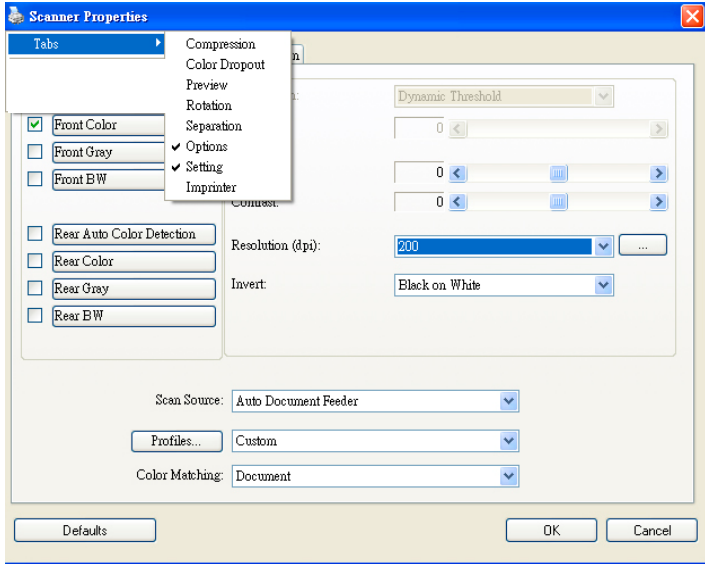 Scanner Properties
Tabs
Compression
Color Dropout
Preview
Rotation
Separation
Options
Setting
Imprinter
Dynamic Threshold
Front Color
0
Front Gray
Front BW
0
Contrast:
0
Rear Auto Color Detection
Resolution (dpi):
200
...
Rear Color
Rear Gray
Invert:
Black on White
Rear BW
Scan Source:
Auto Document Feeder
Profiles...
Custom
Color Matching:
Document
Defaults
OK
Cancel